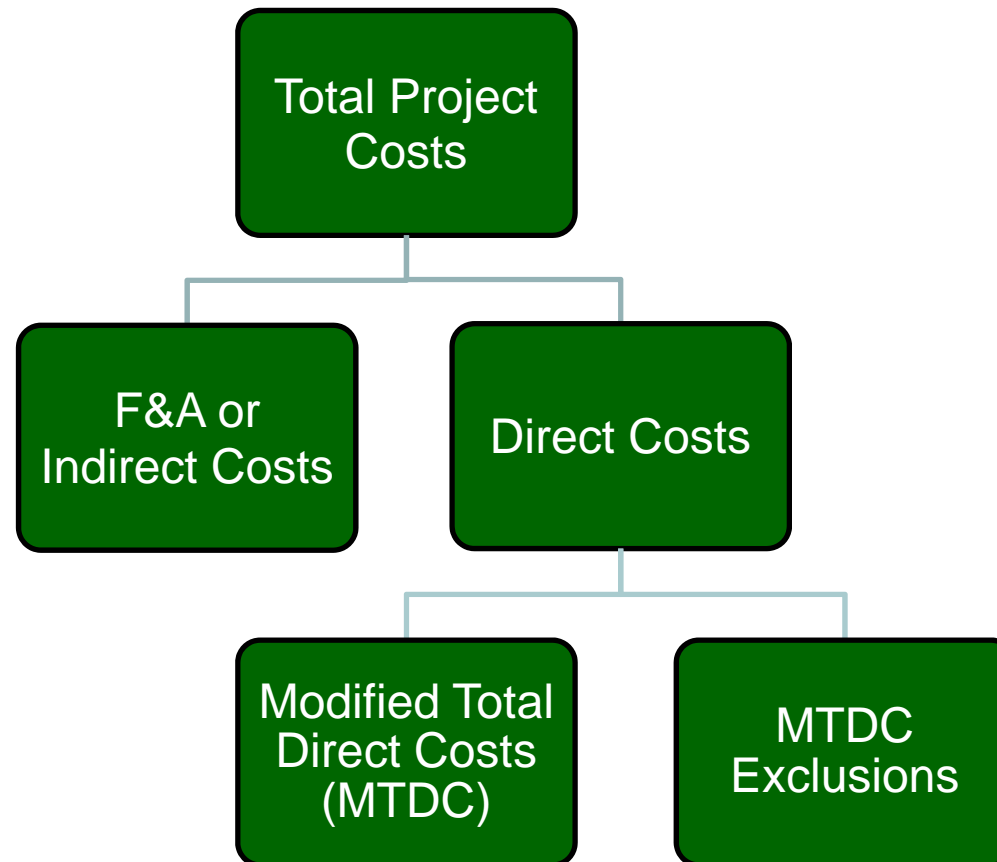 Total Project
Costs
F&A or
Indirect Costs
Direct Costs
Modified Total
Direct Costs
(MTDC)
MTDC
Exclusions